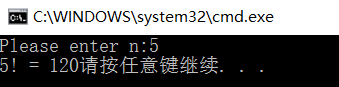 C:\WINDOWS\system32\cmd.exe
Please enter n:5
5! = 120请按任意键继续. . .